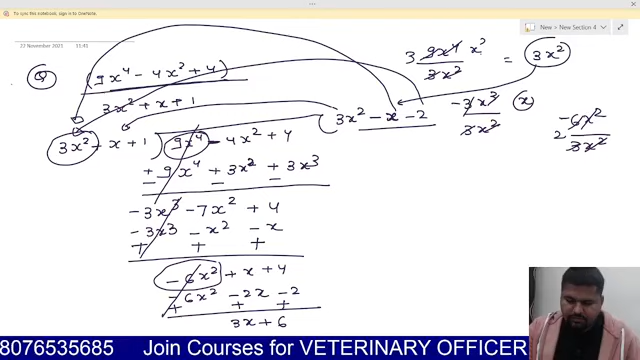 To sync this notebook, sign in to OneNote.
New » New Section 4
22 November 2021 11:41
Q (9x⁴ - 4x² + 4)
3x² + x + 1
3 9x⁴ x² = 3x²
3x²
3x² - x + 1) 9x⁴ - 4x² + 4 (3x² - x - 2
-3x³ x
3x²
2 -6x²
3x²
+9x⁴ + 3x² + 3x³
- - -
-3x³ - 7x² + 4
-3x³ - x² - x
+ + +
-6x² + x + 4
-6x² - 2x - 2
+ + +
3x + 6
8076535685 Join Courses for VETERINARY OFFICER